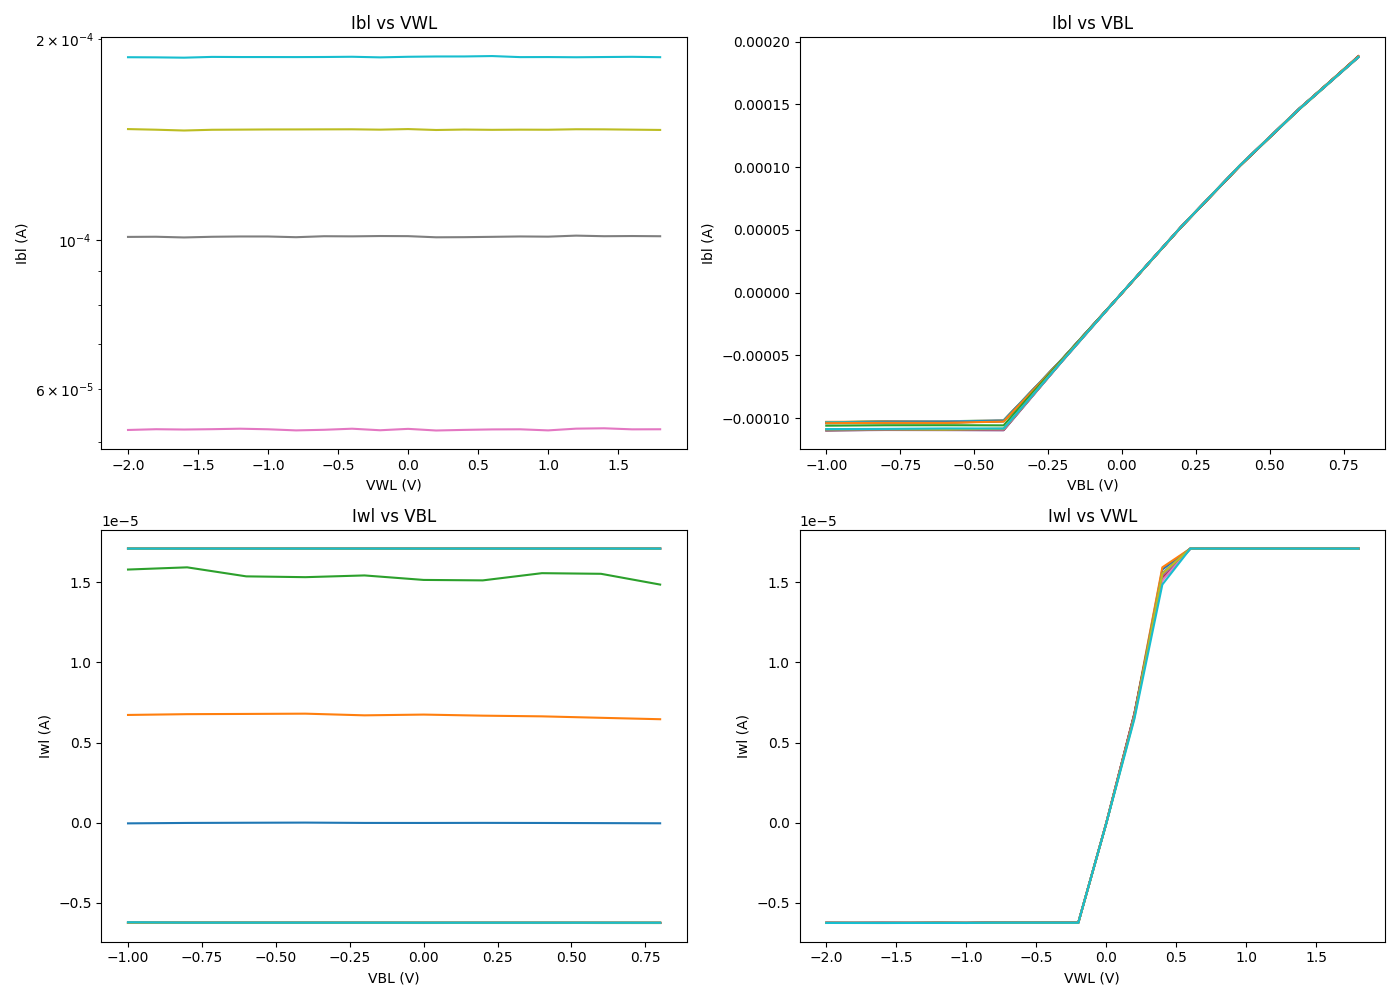 Ibl vs VWL
2×10⁻⁴
10⁻⁴
6×10⁻⁵
Ibl (A)
−2.0 −1.5 −1.0 −0.5 0.0 0.5 1.0 1.5
VWL (V)
Ibl vs VBL
0.00020
0.00015
0.00010
0.00005
0.00000
−0.00005
−0.00010
Ibl (A)
−1.00 −0.75 −0.50 −0.25 0.00 0.25 0.50 0.75
VBL (V)
Iwl vs VBL
1e−5
1.5
1.0
0.5
0.0
−0.5
Iwl (A)
−1.00 −0.75 −0.50 −0.25 0.00 0.25 0.50 0.75
VBL (V)
Iwl vs VWL
1e−5
1.5
1.0
0.5
0.0
−0.5
Iwl (A)
−2.0 −1.5 −1.0 −0.5 0.0 0.5 1.0 1.5
VWL (V)